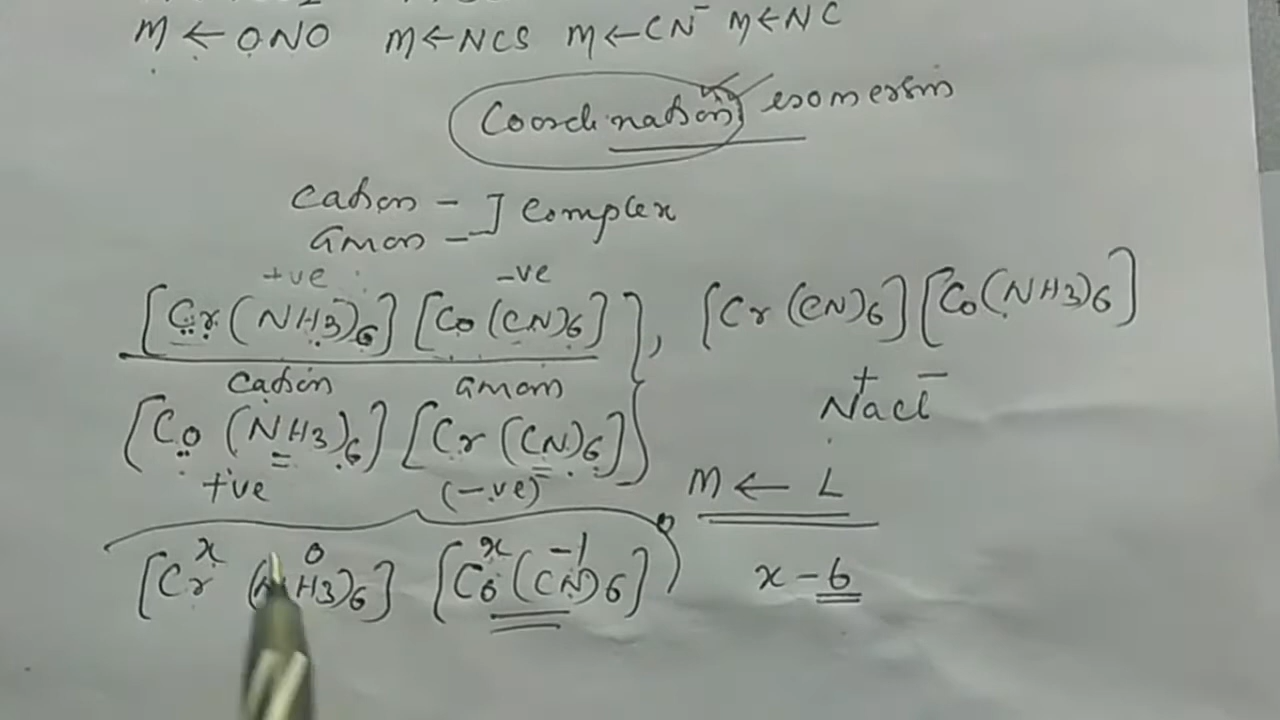 M ← ONO M ← NCS M ← CN⁻ M ← NC
Coordination isomerism
Cation - ] Complex
anion -
+ve -ve
[Cr(NH3)6] [Co(CN)6] }, [Cr(CN)6][Co(NH3)6]
Cation anion
Na⁺Cl⁻
[Co(NH3)6] [Cr(CN)6]
+ve (-ve)
M ← L
x 0 x -1
[Cr(NH3)6] [Co(CN)6]
x - 6